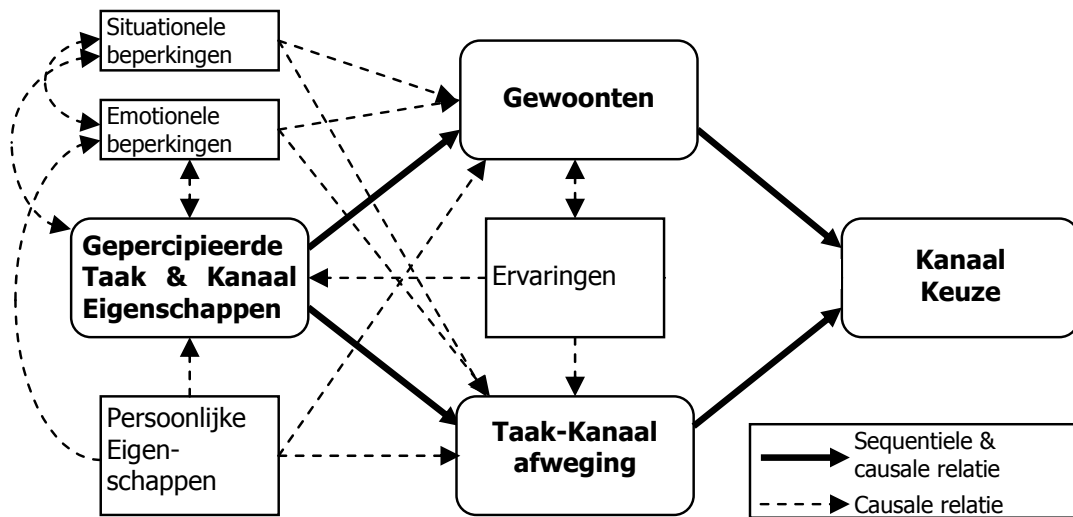 Situationele
beperkingen
Emotionele
beperkingen
Gewoonten
Gepercipieerde
Taak & Kanaal
Eigenschappen
Ervaringen
Kanaal
Keuze
Persoonlijke
Eigen-
schappen
Taak-Kanaal
afweging
Sequentiele &
causale relatie
Causale relatie